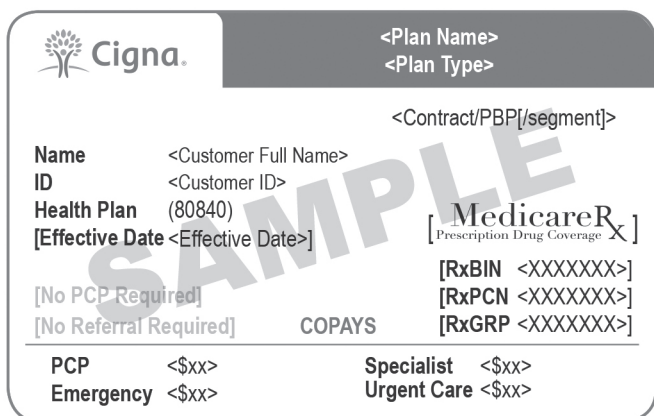 Cigna®
<Plan Name>
<Plan Type>
<Contract/PBP[/segment]>
Name <Customer Full Name>
ID <Customer ID>
Health Plan (80840)
[Effective Date <Effective Date>]
[ MedicareRx ]
Prescription Drug Coverage
[RxBIN <XXXXXXX>]
[No PCP Required] [RxPCN <XXXXXXX>]
[No Referral Required] COPAYS [RxGRP <XXXXXXX>]
PCP <$xx> Specialist <$xx>
Emergency <$xx> Urgent Care <$xx>
SAMPLE